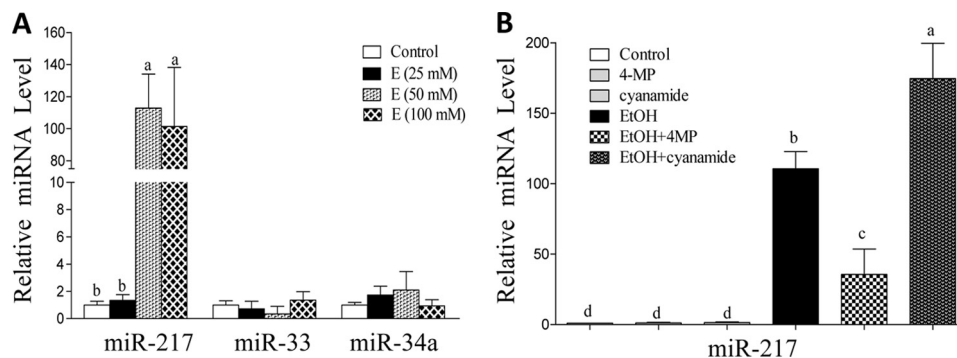 A
Relative miRNA Level
160
140
120
100
80
10
8
6
4
2
0
a
a
b
b
Control
E (25 mM)
E (50 mM)
E (100 mM)
miR-217
miR-33
miR-34a
B
Relative miRNA Level
200
150
100
50
0
Control
4-MP
cyanamide
EtOH
EtOH+4MP
EtOH+cyanamide
d
d
d
b
c
a
miR-217